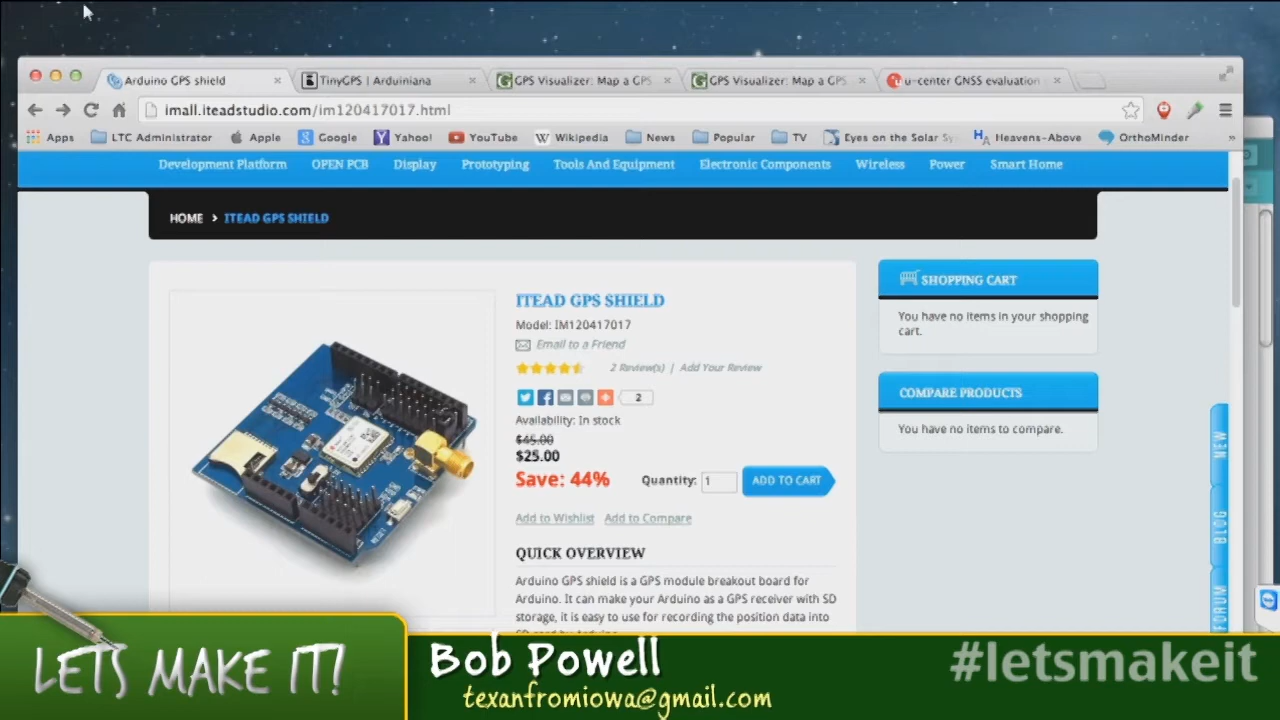 Arduino GPS shield
TinyGPS | Arduiniana
GPS Visualizer: Map a GPS
GPS Visualizer: Map a GPS
u-center GNSS evaluation
imall.iteadstudio.com/im120417017.html
Apps LTC Administrator Apple Google Yahoo! YouTube Wikipedia News Popular TV Eyes on the Solar Sy Heavens-Above OrthoMinder »
Development Platform OPEN PCB Display Prototyping Tools And Equipment Electronic Components Wireless Power Smart Home
HOME > ITEAD GPS SHIELD
ITEAD GPS SHIELD
Model: IM120417017
Email to a Friend
2 Review(s) | Add Your Review
2
Availability: In stock
$45.00
$25.00
Save: 44% Quantity: 1 ADD TO CART
Add to Wishlist Add to Compare
QUICK OVERVIEW
Arduino GPS shield is a GPS module breakout board for
Arduino. It can make your Arduino as a GPS receiver with SD
storage, it is easy to use for recording the position data into
SHOPPING CART
You have no items in your shopping
cart.
COMPARE PRODUCTS
You have no items to compare.
NEW
BLOG
FORUM
LETS MAKE IT!
Bob Powell
texanfromiowa@gmail.com
#letsmakeit